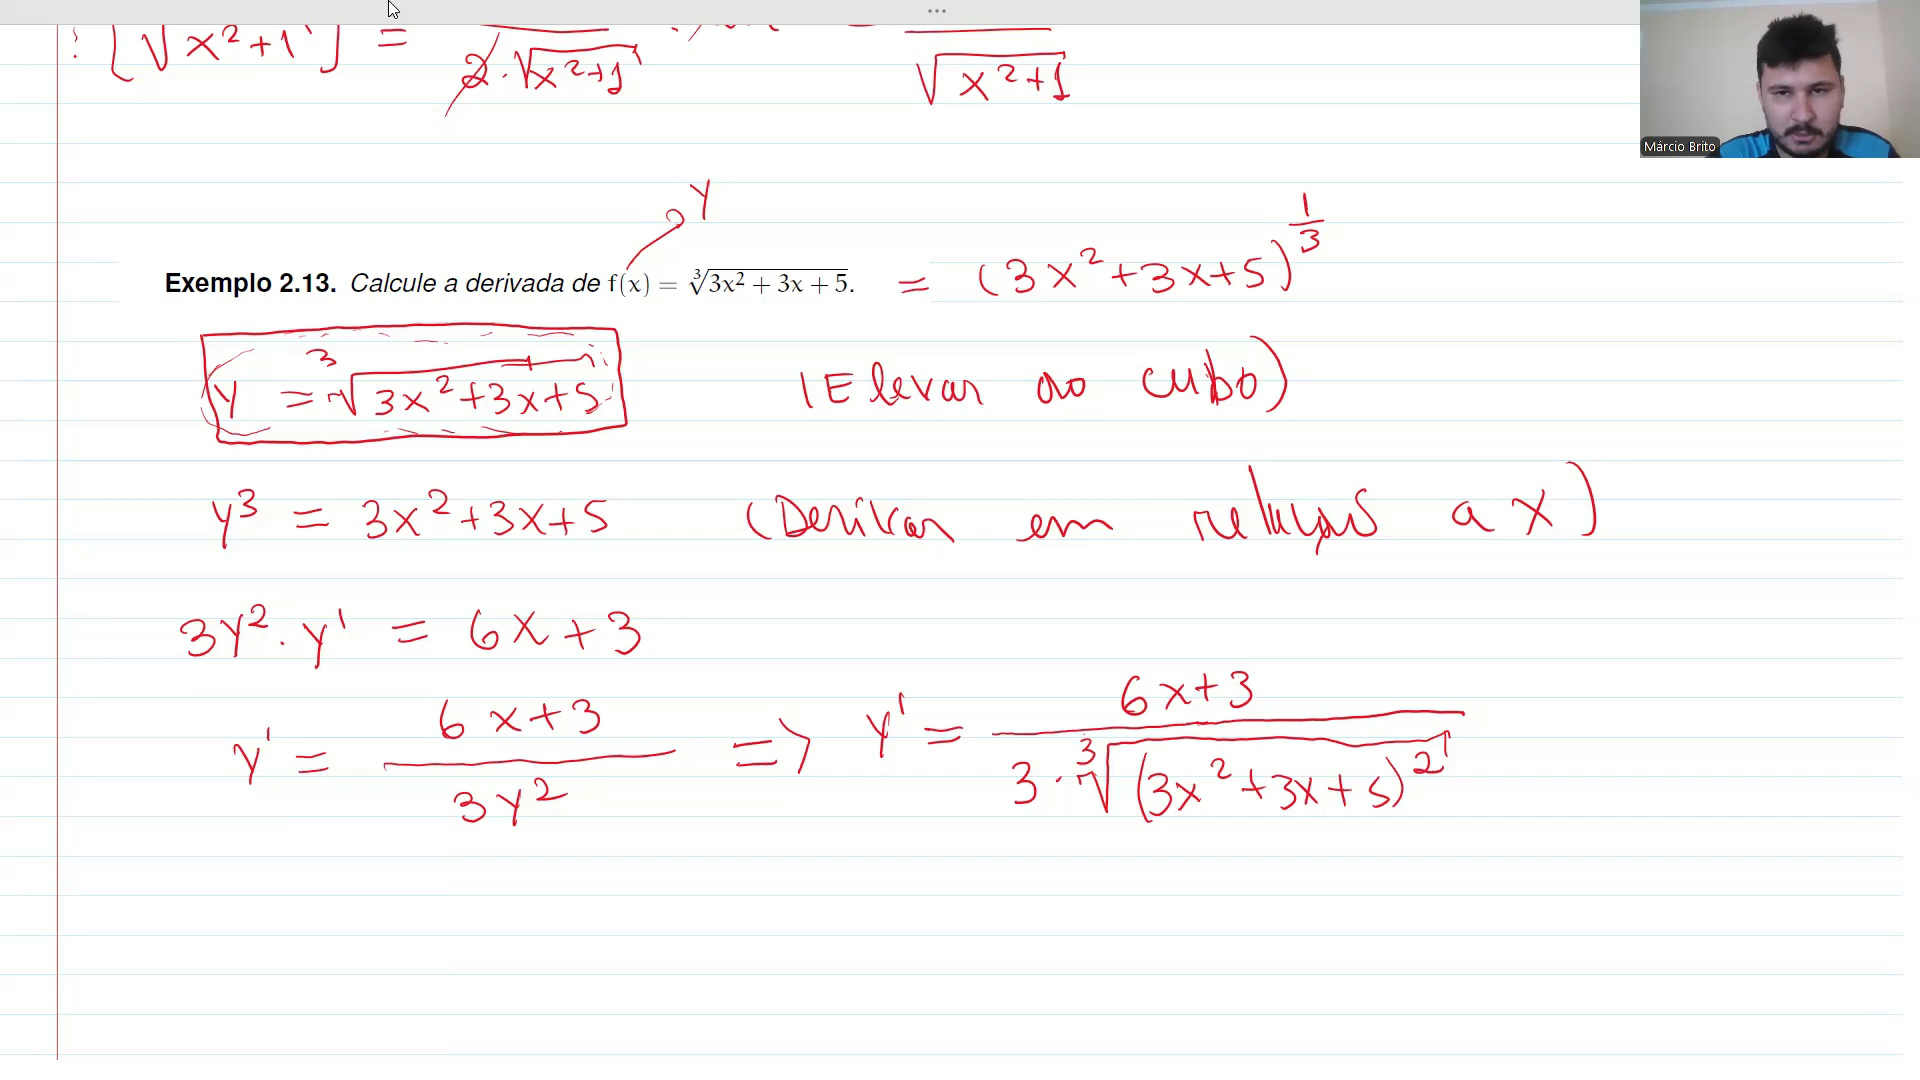 [√x²+1] = 2·√x²+1 √x²+1
Márcio Brito
y
Exemplo 2.13. Calcule a derivada de f(x) = ∛3x² + 3x + 5. = (3x²+3x+5)^1/3
y = ∛3x²+3x+5 (Elevar ao cubo)
y³ = 3x²+3x+5 (Derivar em relação a x)
3y² · y' = 6x+3
y' = 6x+3 / 3y² => y' = 6x+3 / 3·∛(3x²+3x+5)²